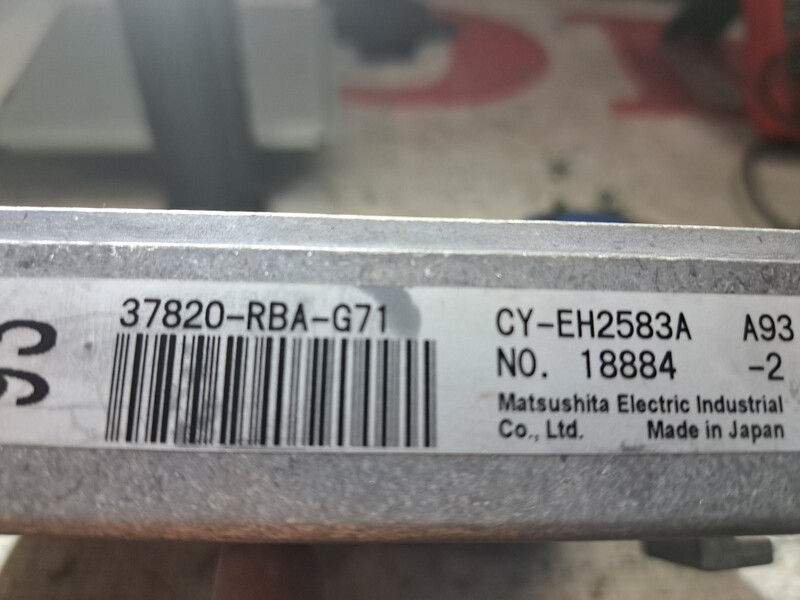 37820-RBA-G71
CY-EH2583A A93
NO. 18884 -2
Matsushita Electric Industrial
Co., Ltd. Made in Japan